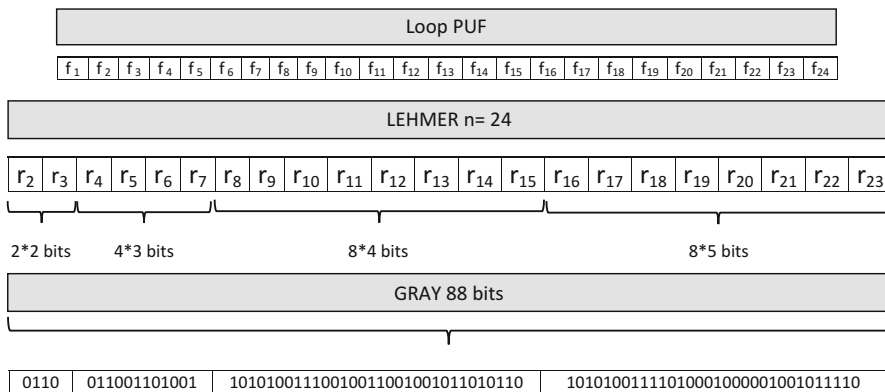 Loop PUF
f₁ f₂ f₃ f₄ f₅ f₆ f₇ f₈ f₉ f₁₀ f₁₁ f₁₂ f₁₃ f₁₄ f₁₅ f₁₆ f₁₇ f₁₈ f₁₉ f₂₀ f₂₁ f₂₂ f₂₃ f₂₄
LEHMER n= 24
r₂ r₃ r₄ r₅ r₆ r₇ r₈ r₉ r₁₀ r₁₁ r₁₂ r₁₃ r₁₄ r₁₅ r₁₆ r₁₇ r₁₈ r₁₉ r₂₀ r₂₁ r₂₂ r₂₃
2*2 bits 4*3 bits 8*4 bits 8*5 bits
GRAY 88 bits
0110 011001101001 10101001110010011001001011010110 10101001111010001000001001011110